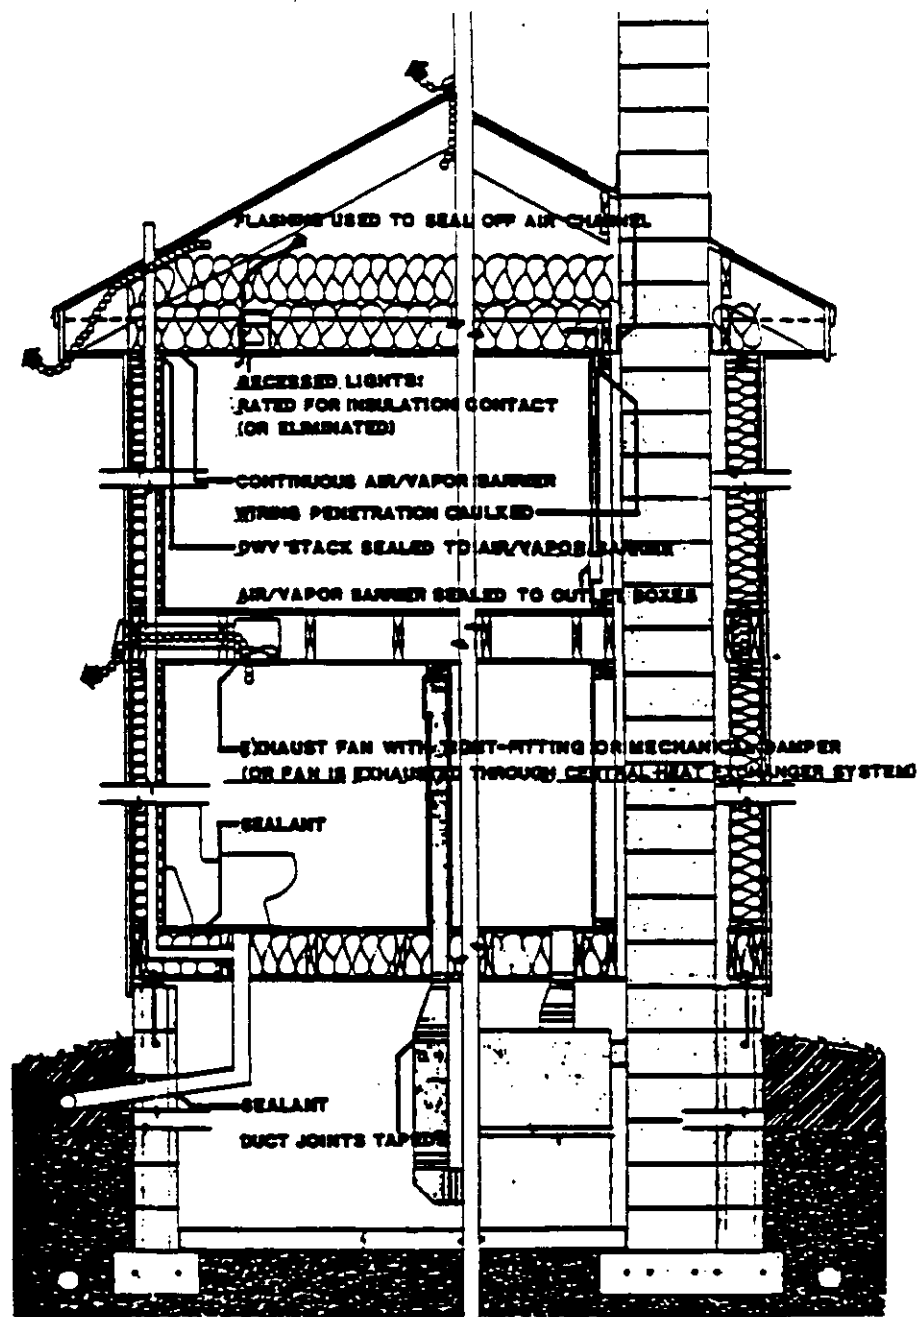 FLASHING USED TO SEAL OFF AIR CHANNEL
RECESSED LIGHTS:
RATED FOR INSULATION CONTACT
(OR ELIMINATED)
CONTINUOUS AIR/VAPOR BARRIER
WIRING PENETRATION CAULKED
DWV STACK SEALED TO AIR/VAPOR BARRIER
AIR/VAPOR BARRIER SEALED TO OUTLET BOXES
EXHAUST FAN WITH TIGHT-FITTING OR MECHANICAL DAMPER
(OR FAN IS EXHAUSTED THROUGH CENTRAL HEAT EXCHANGER SYSTEM)
SEALANT
SEALANT
DUCT JOINTS TAPED